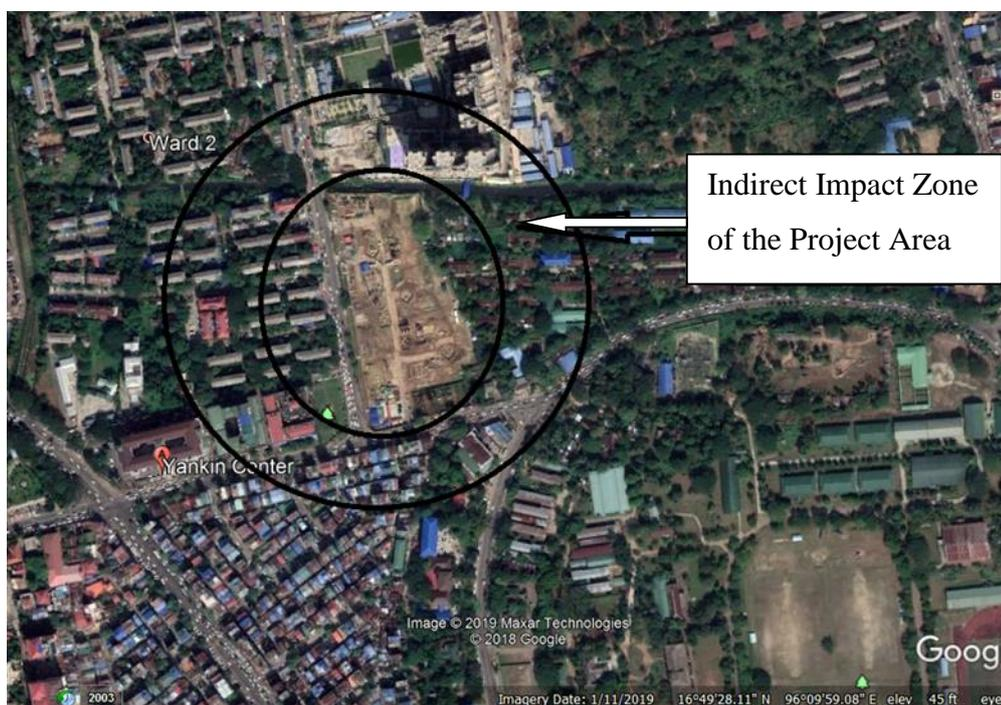 Ward 2
Indirect Impact Zone
of the Project Area
Yankin Center
Image © 2019 Maxar Technologies
© 2018 Google
Goog
2003
Imagery Date: 1/11/2019 16°49'28.11" N 96°09'59.08" E elev 45 ft eye